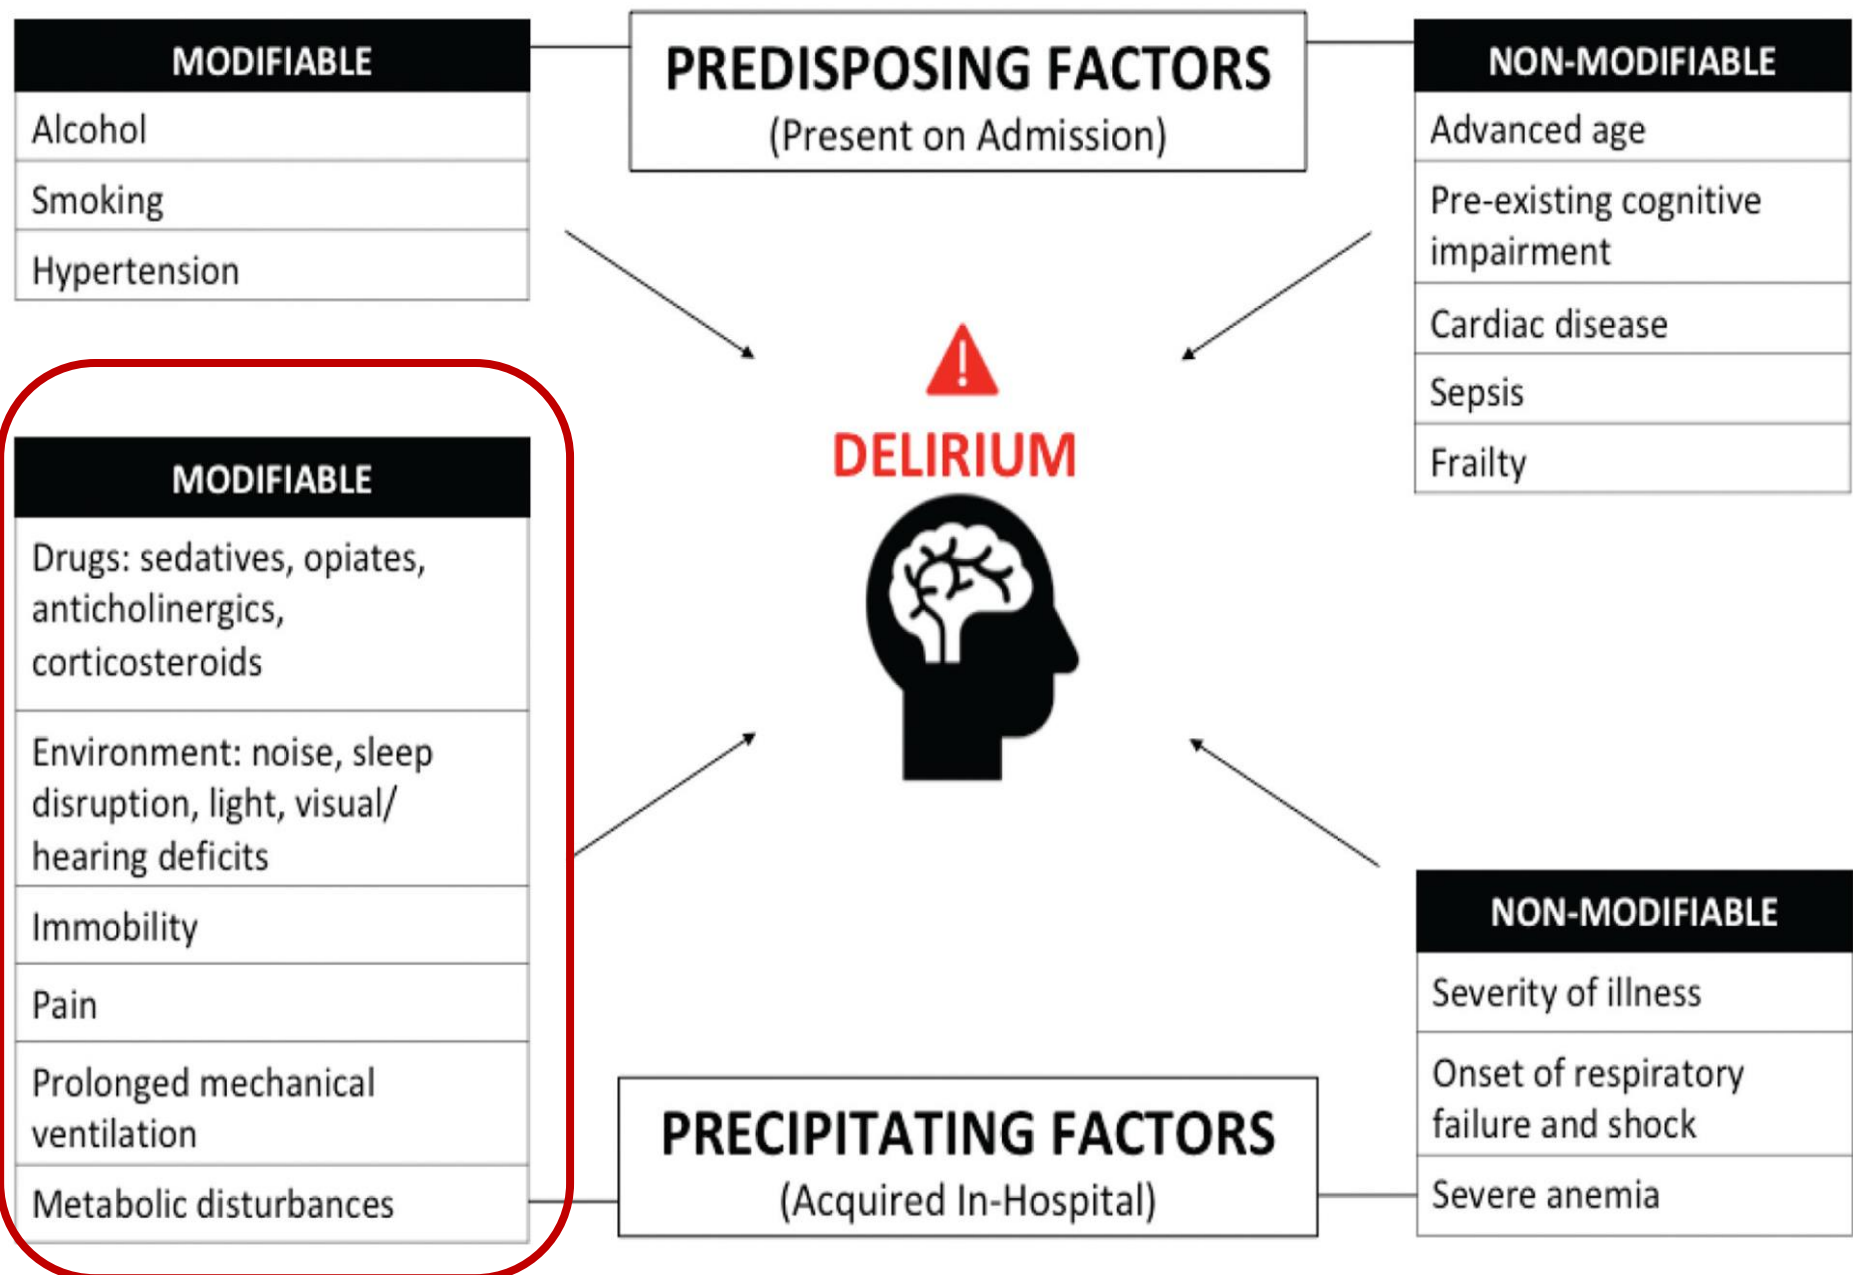 MODIFIABLE
Alcohol
Smoking
Hypertension
PREDISPOSING FACTORS
(Present on Admission)
NON-MODIFIABLE
Advanced age
Pre-existing cognitive
impairment
Cardiac disease
Sepsis
Frailty
DELIRIUM
MODIFIABLE
Drugs: sedatives, opiates,
anticholinergics,
corticosteroids
Environment: noise, sleep
disruption, light, visual/
hearing deficits
Immobility
Pain
Prolonged mechanical
ventilation
Metabolic disturbances
PRECIPITATING FACTORS
(Acquired In-Hospital)
NON-MODIFIABLE
Severity of illness
Onset of respiratory
failure and shock
Severe anemia